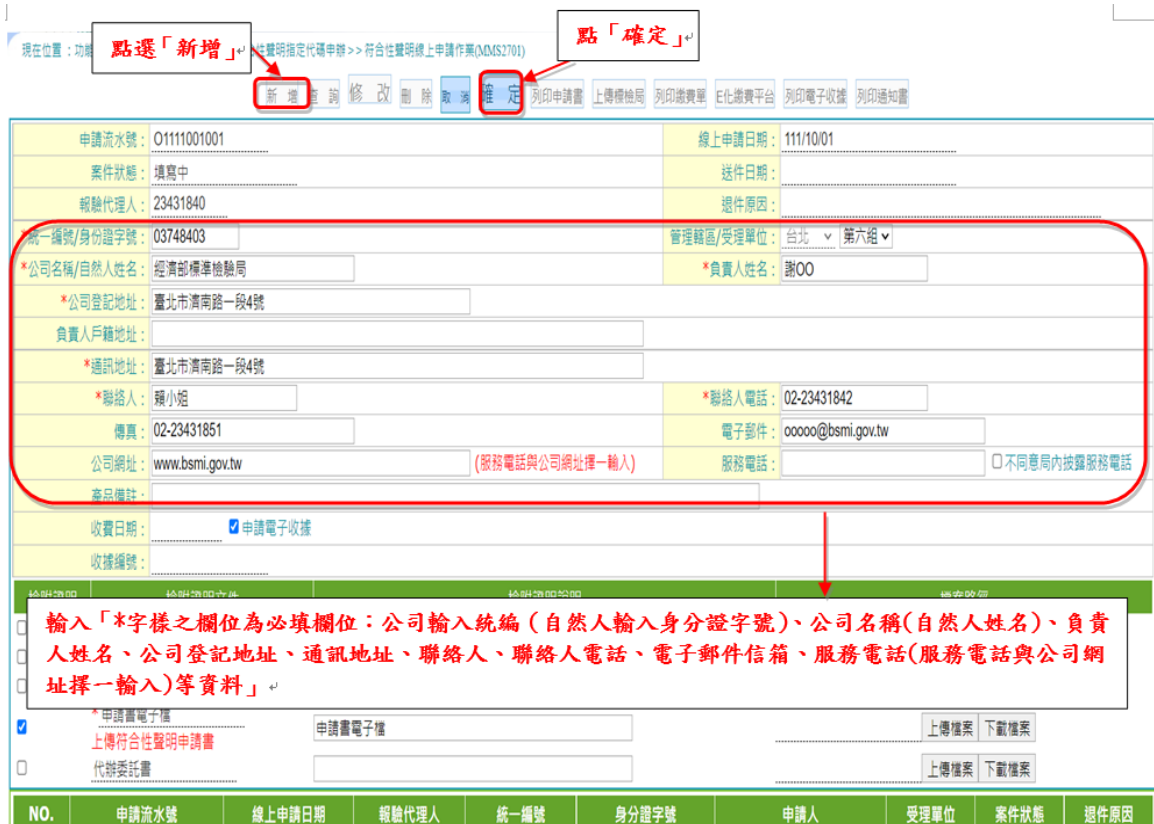 點選「新增」
點「確定」
現在位置：功能 性聲明指定代碼申辦>>符合性聲明線上申請作業(MMS2701)
新 增 查 詢 修 改 刪 除 取 消 確 定 列印申請書 上傳標檢局 列印繳費單 E化繳費平台 列印電子收據 列印通知書
申請流水號： O1111001001 線上申請日期： 111/10/01
案件狀態： 填寫中 送件日期：
報驗代理人： 23431840 退件原因：
*統一編號/身份證字號： 03748403 管理轄區/受理單位： 台北 第六組
*公司名稱/自然人姓名： 經濟部標準檢驗局 *負責人姓名： 謝OO
*公司登記地址： 臺北市濟南路一段4號
負責人戶籍地址：
*通訊地址： 臺北市濟南路一段4號
*聯絡人： 賴小姐 *聯絡人電話： 02-23431842
傳真： 02-23431851 電子郵件： ooooo@bsmi.gov.tw
公司網址： www.bsmi.gov.tw (服務電話與公司網址擇一輸入) 服務電話： 不同意局內披露服務電話
產品備註：
收費日期： 申請電子收據
收據編號：
檢附證明 檢附證明文件 檢附證明說明 檔案路徑
輸入「*字樣之欄位為必填欄位：公司輸入統編（自然人輸入身分證字號）、公司名稱(自然人姓名)、負責
人姓名、公司登記地址、通訊地址、聯絡人、聯絡人電話、電子郵件信箱、服務電話(服務電話與公司網
址擇一輸入)等資料」
*申請書電子檔 申請書電子檔 上傳檔案 下載檔案
上傳符合性聲明申請書
代辦委託書 上傳檔案 下載檔案
NO. 申請流水號 線上申請日期 報驗代理人 統一編號 身分證字號 申請人 受理單位 案件狀態 退件原因